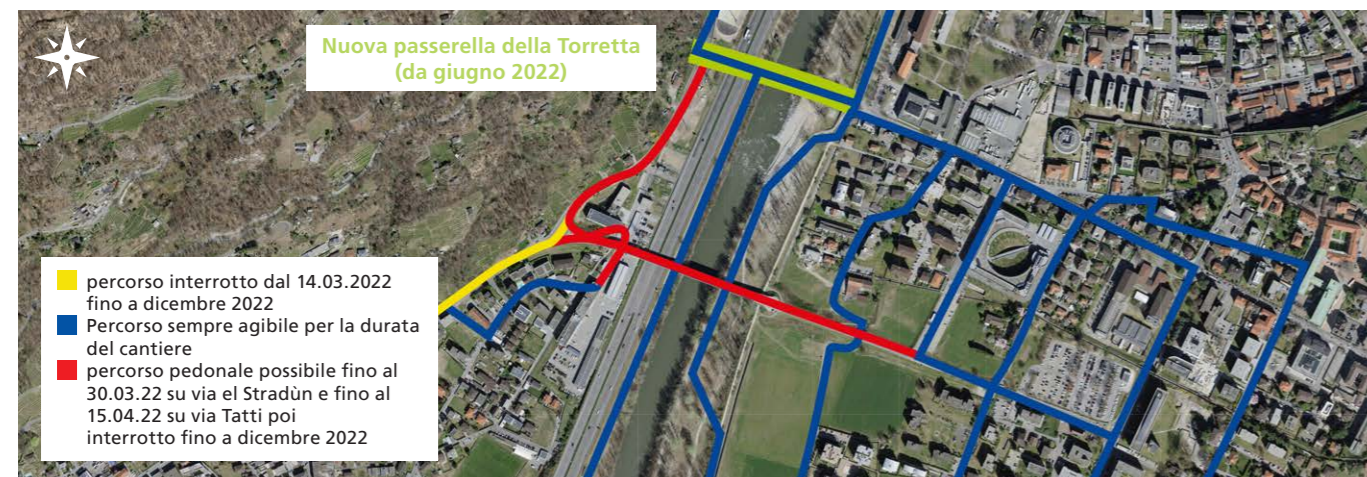 Nuova passerella della Torretta
(da giugno 2022)
percorso interrotto dal 14.03.2022
fino a dicembre 2022
Percorso sempre agibile per la durata
del cantiere
percorso pedonale possibile fino al
30.03.22 su via el Stradùn e fino al
15.04.22 su via Tatti poi
interrotto fino a dicembre 2022